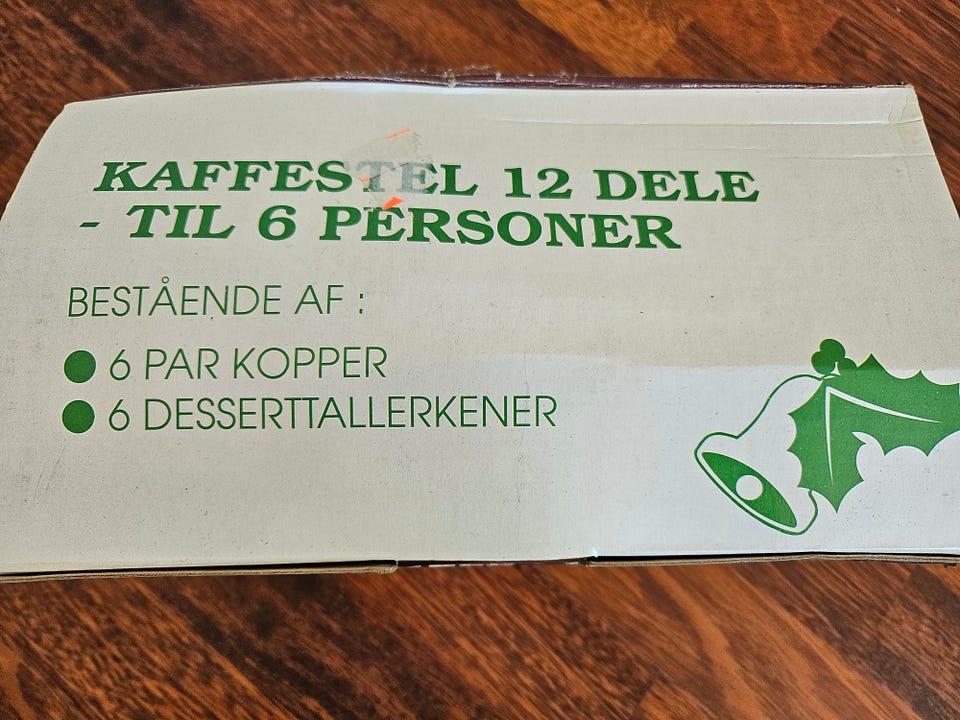 KAFFESTEL 12 DELE
- TIL 6 PERSONER
BESTÅENDE AF :
● 6 PAR KOPPER
● 6 DESSERTTALLERKENER